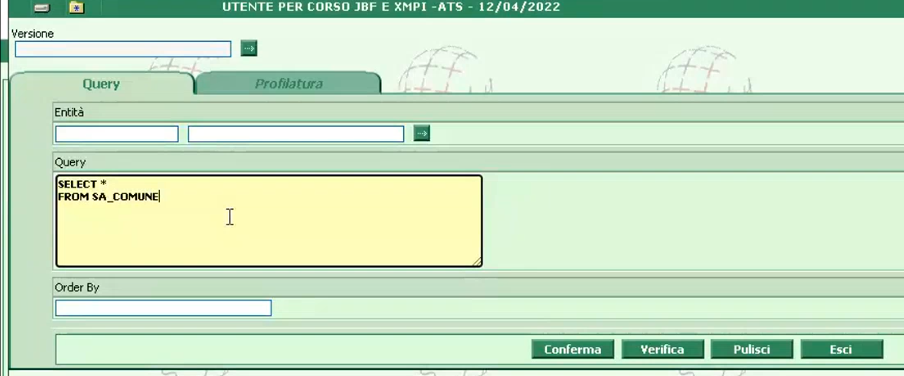 UTENTE PER CORSO JBF E XMPI -ATS - 12/04/2022
Versione
Query
Profilatura
Entità
Query
SELECT *
FROM SA_COMUNE
Order By
Conferma
Verifica
Pulisci
Esci